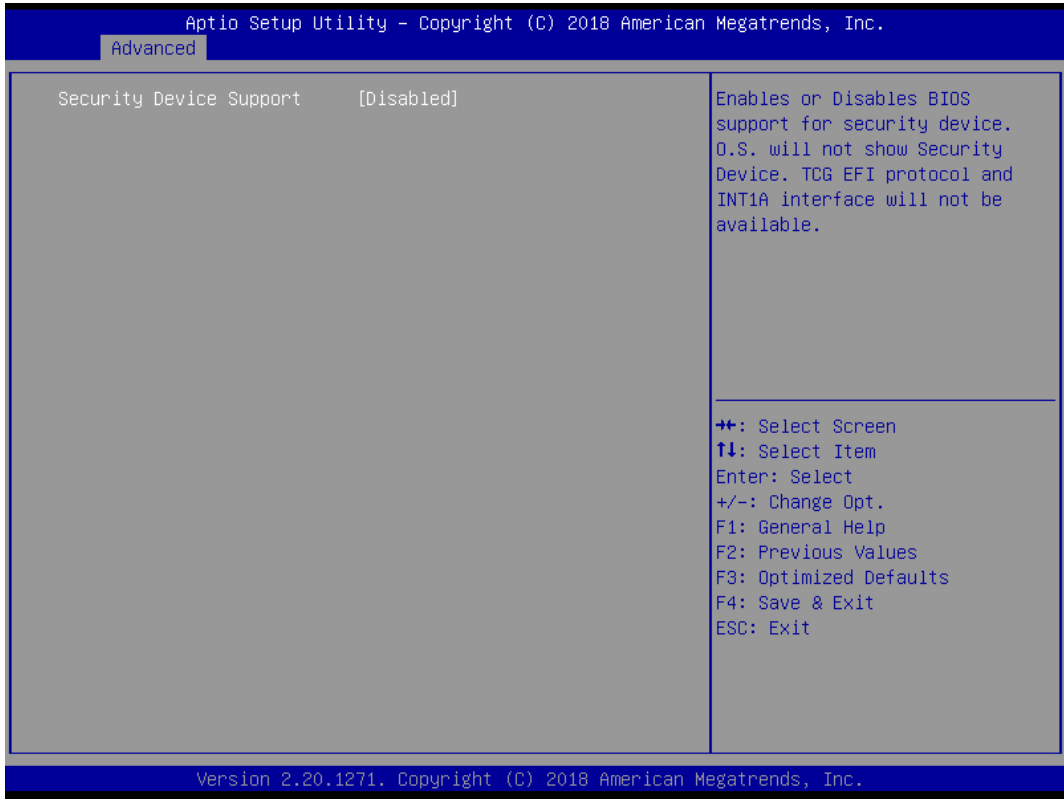 Aptio Setup Utility – Copyright (C) 2018 American Megatrends, Inc.
Advanced
Security Device Support [Disabled]
Enables or Disables BIOS
support for security device.
O.S. will not show Security
Device. TCG EFI protocol and
INT1A interface will not be
available.
→←: Select Screen
↑↓: Select Item
Enter: Select
+/-: Change Opt.
F1: General Help
F2: Previous Values
F3: Optimized Defaults
F4: Save & Exit
ESC: Exit
Version 2.20.1271. Copyright (C) 2018 American Megatrends, Inc.